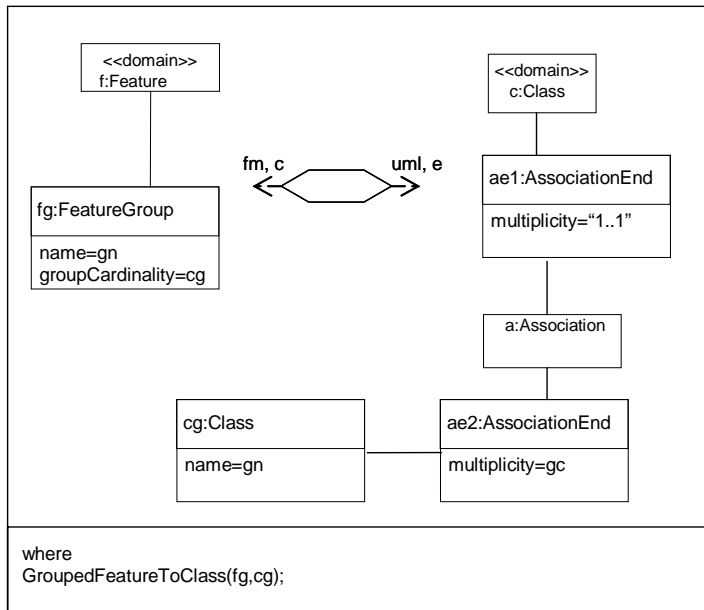 <<domain>>
f:Feature
<<domain>>
c:Class
fm, c
uml, e
fg:FeatureGroup
name=gn
groupCardinality=cg
ae1:AssociationEnd
multiplicity=“1..1”
a:Association
cg:Class
name=gn
ae2:AssociationEnd
multiplicity=gc
where
GroupedFeatureToClass(fg,cg);